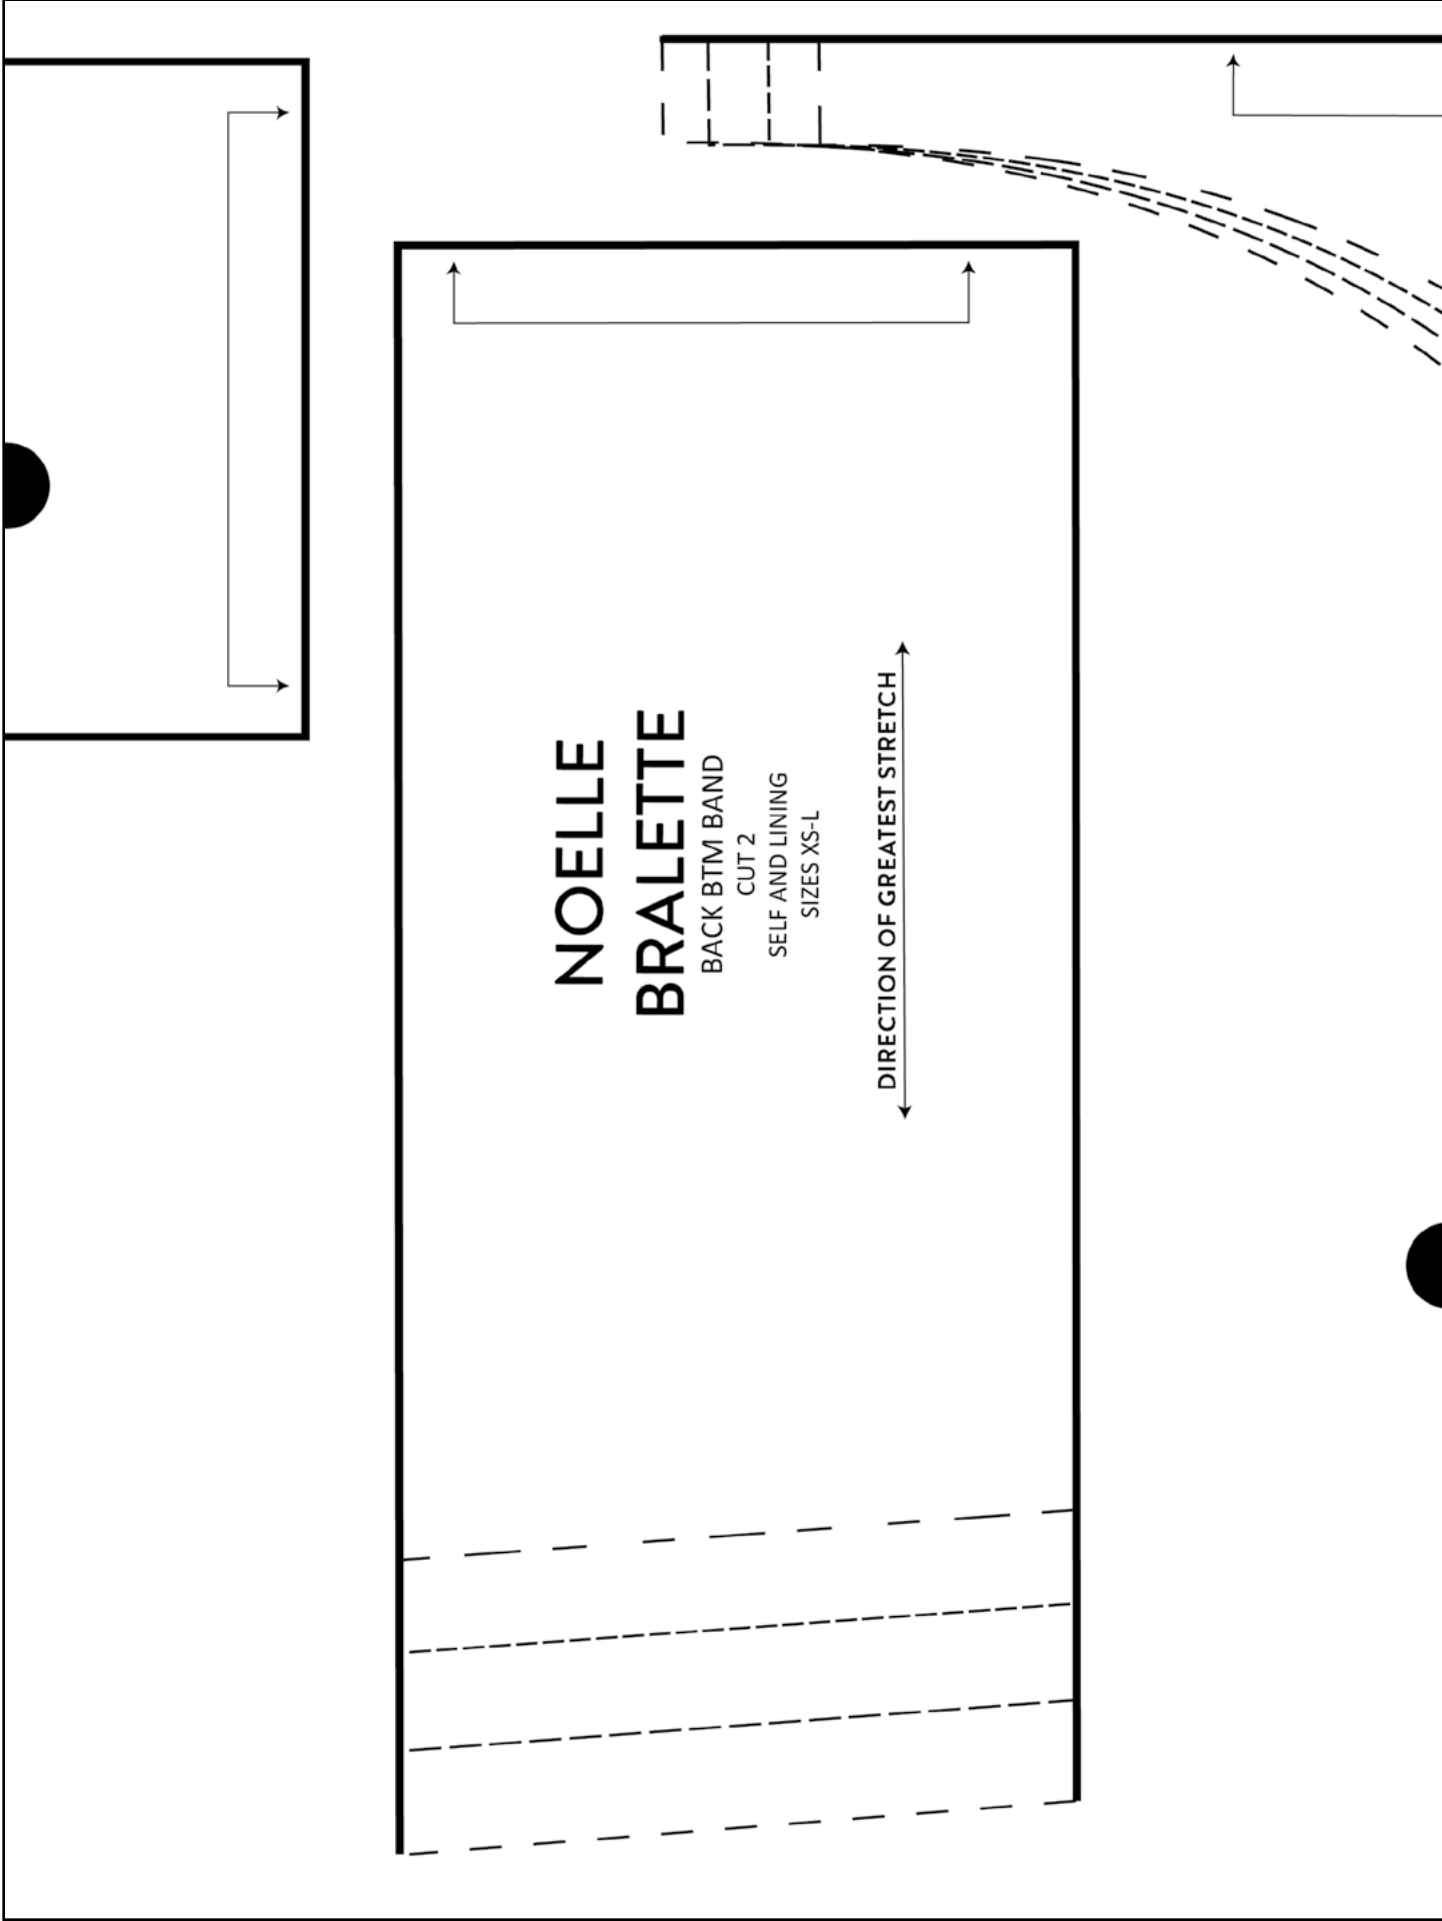 NOELLE
BRALETTE
BACK BTM BAND
CUT 2
SELF AND LINING
SIZES XS-L
DIRECTION OF GREATEST STRETCH